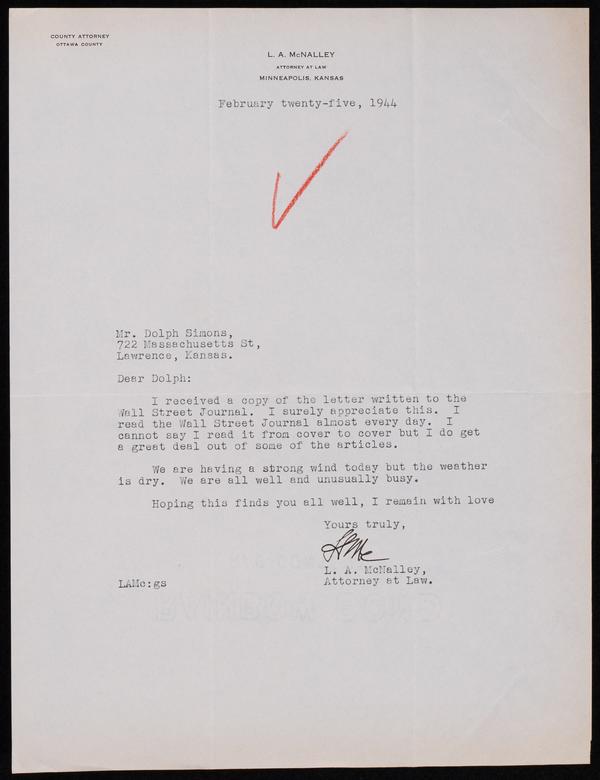 COUNTY ATTORNEY
OTTAWA COUNTY
L. A. McNALLEY
ATTORNEY AT LAW
MINNEAPOLIS, KANSAS
February twenty-five, 1944
Mr. Dolph Simons,
722 Massachusetts St,
Lawrence, Kansas.
Dear Dolph:
I received a copy of the letter written to the
Wall Street Journal. I surely appreciate this. I
read the Wall Street Journal almost every day. I
cannot say I read it from cover to cover but I do get
a great deal out of some of the articles.
We are having a strong wind today but the weather
is dry. We are all well and unusually busy.
Hoping this finds you all well, I remain with love
Yours truly,
L. A. McNalley,
LAMc:gs Attorney at Law.